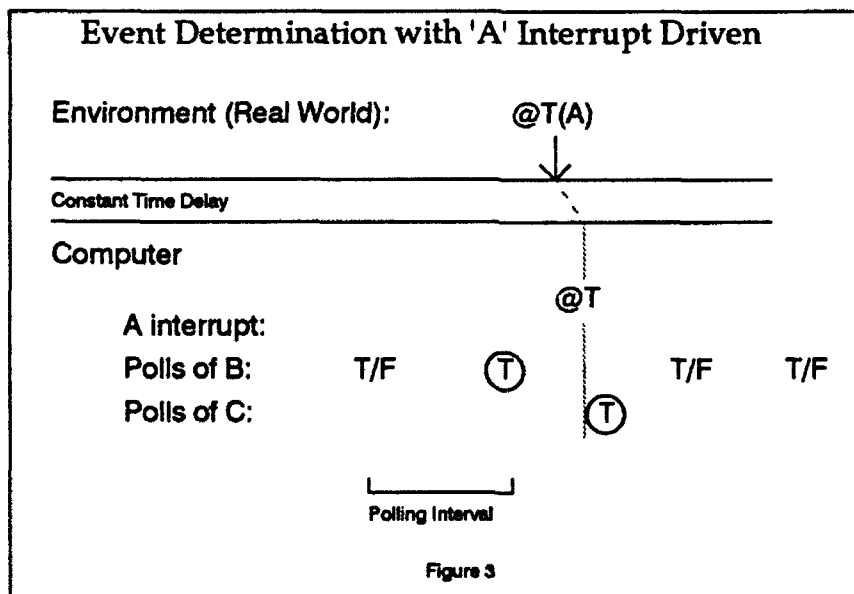 Event Determination with 'A' Interrupt Driven
Environment (Real World): @T(A)
Constant Time Delay
Computer
@T
A interrupt:
Polls of B: T/F T T/F T/F
Polls of C: T
Polling Interval
Figure 3